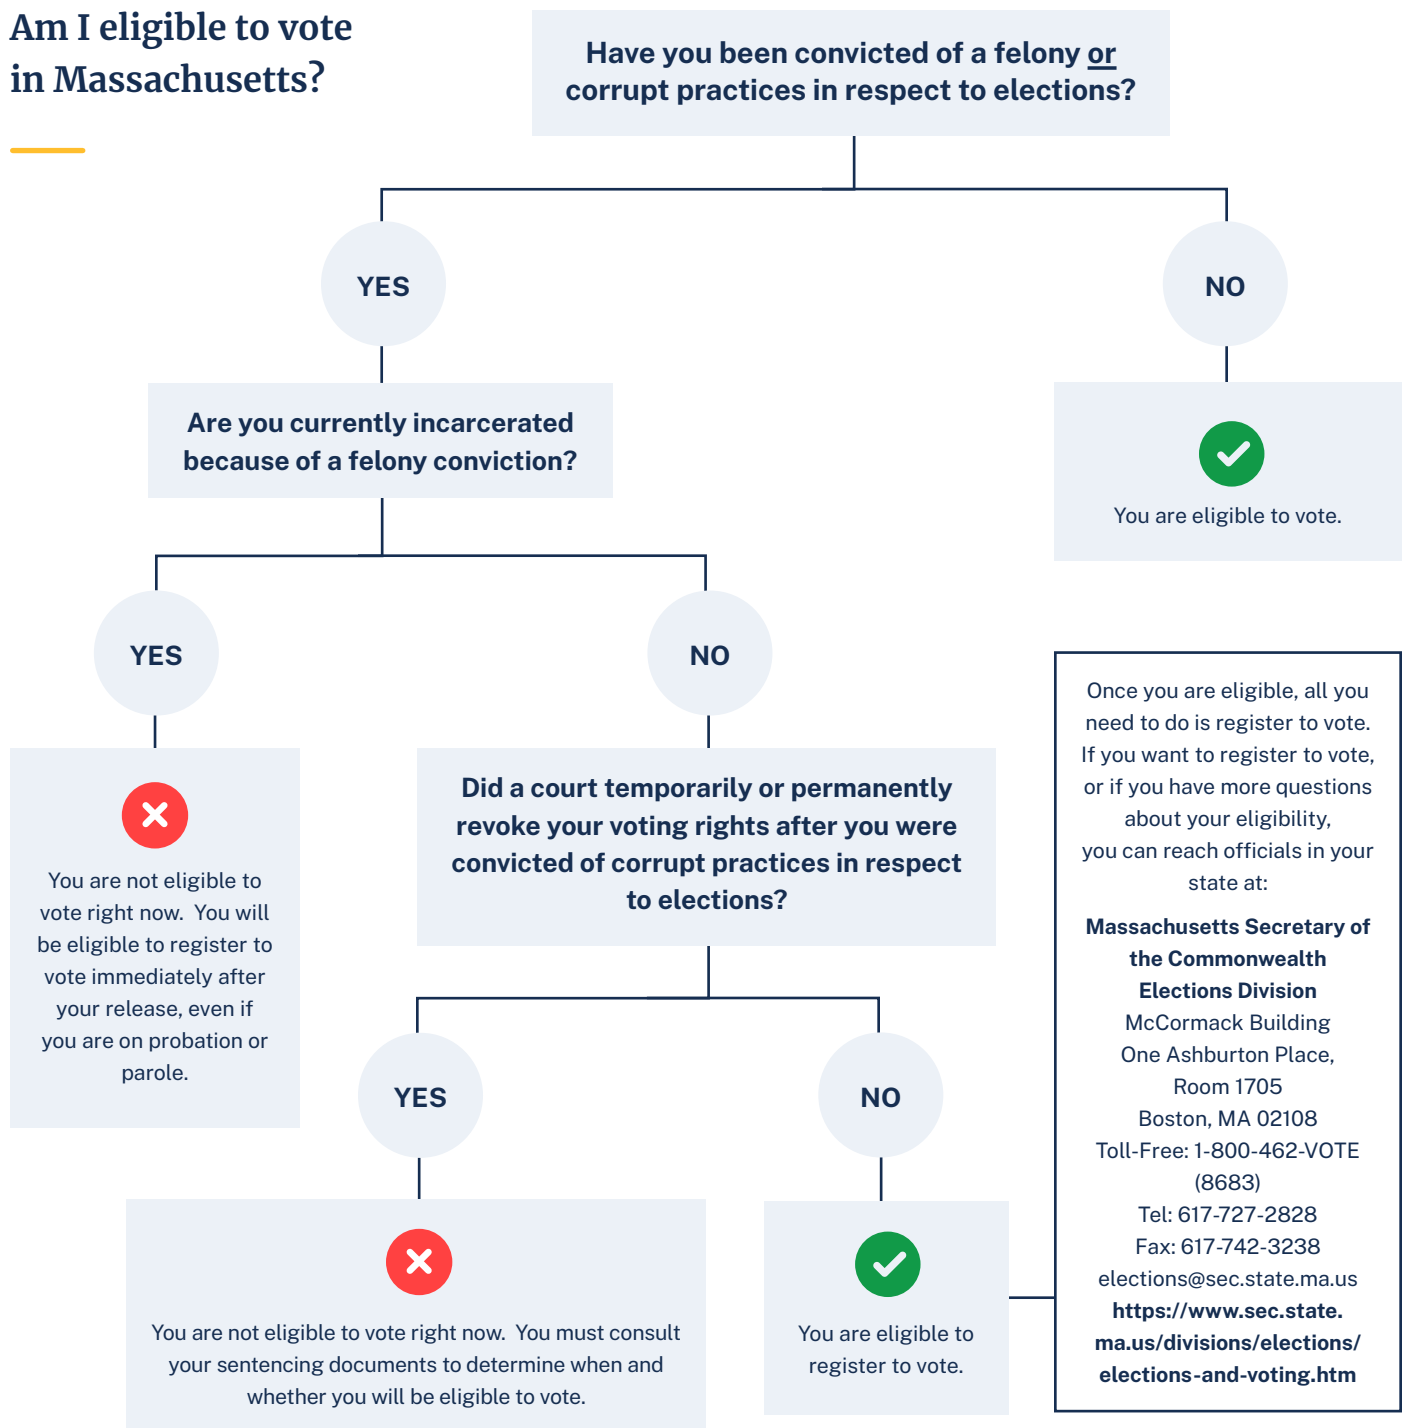 Am I eligible to vote
in Massachusetts?
Have you been convicted of a felony or
corrupt practices in respect to elections?
YES
NO
Are you currently incarcerated
because of a felony conviction?
You are eligible to vote.
YES
NO
You are not eligible to
vote right now. You will
be eligible to register to
vote immediately after
your release, even if
you are on probation or
parole.
Did a court temporarily or permanently
revoke your voting rights after you were
convicted of corrupt practices in respect
to elections?
YES
NO
You are not eligible to vote right now. You must consult
your sentencing documents to determine when and
whether you will be eligible to vote.
You are eligible to
register to vote.
Once you are eligible, all you
need to do is register to vote.
If you want to register to vote,
or if you have more questions
about your eligibility,
you can reach officials in your
state at:
Massachusetts Secretary of
the Commonwealth
Elections Division
McCormack Building
One Ashburton Place,
Room 1705
Boston, MA 02108
Toll-Free: 1-800-462-VOTE
(8683)
Tel: 617-727-2828
Fax: 617-742-3238
elections@sec.state.ma.us
https://www.sec.state.
ma.us/divisions/elections/
elections-and-voting.htm